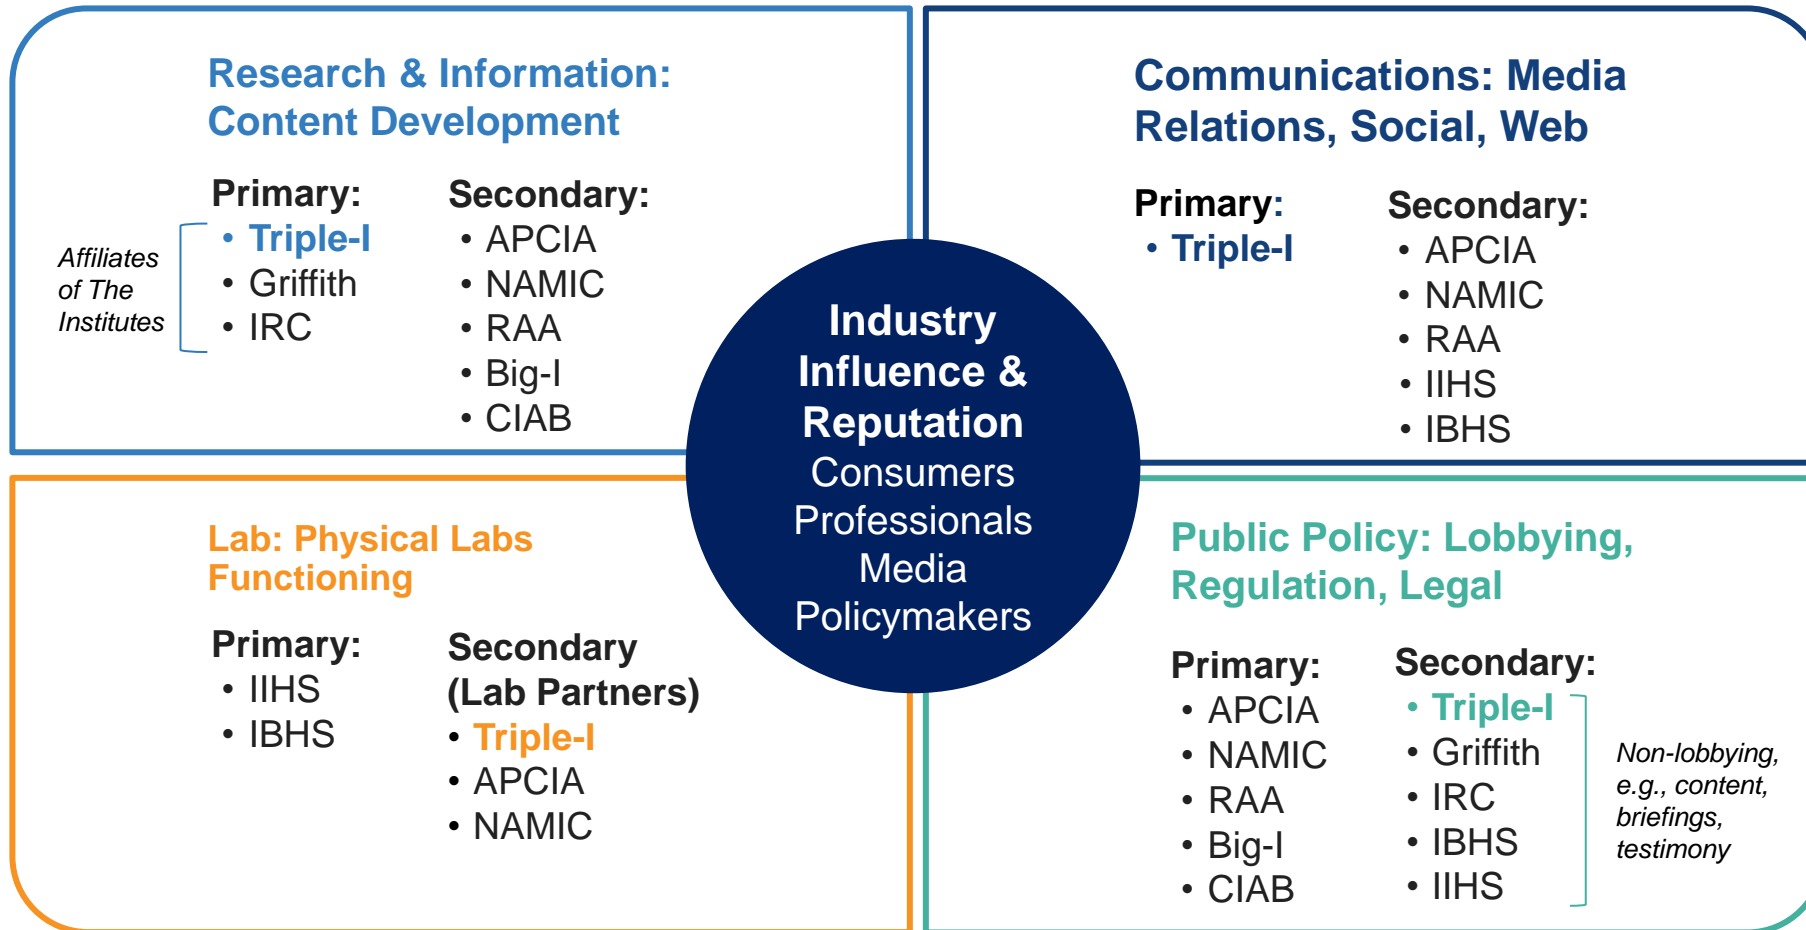 Research & Information:
Content Development
Primary:
• Triple-I
• Griffith
• IRC
Affiliates
of The
Institutes
Secondary:
• APCIA
• NAMIC
• RAA
• Big-I
• CIAB
Communications: Media
Relations, Social, Web
Primary:
• Triple-I
Secondary:
• APCIA
• NAMIC
• RAA
• IIHS
• IBHS
Industry
Influence &
Reputation
Consumers
Professionals
Media
Policymakers
Lab: Physical Labs
Functioning
Primary:
• IIHS
• IBHS
Secondary
(Lab Partners)
• Triple-I
• APCIA
• NAMIC
Public Policy: Lobbying,
Regulation, Legal
Primary:
• APCIA
• NAMIC
• RAA
• Big-I
• CIAB
Secondary:
• Triple-I
• Griffith
• IRC
• IBHS
• IIHS
Non-lobbying,
e.g., content,
briefings,
testimony